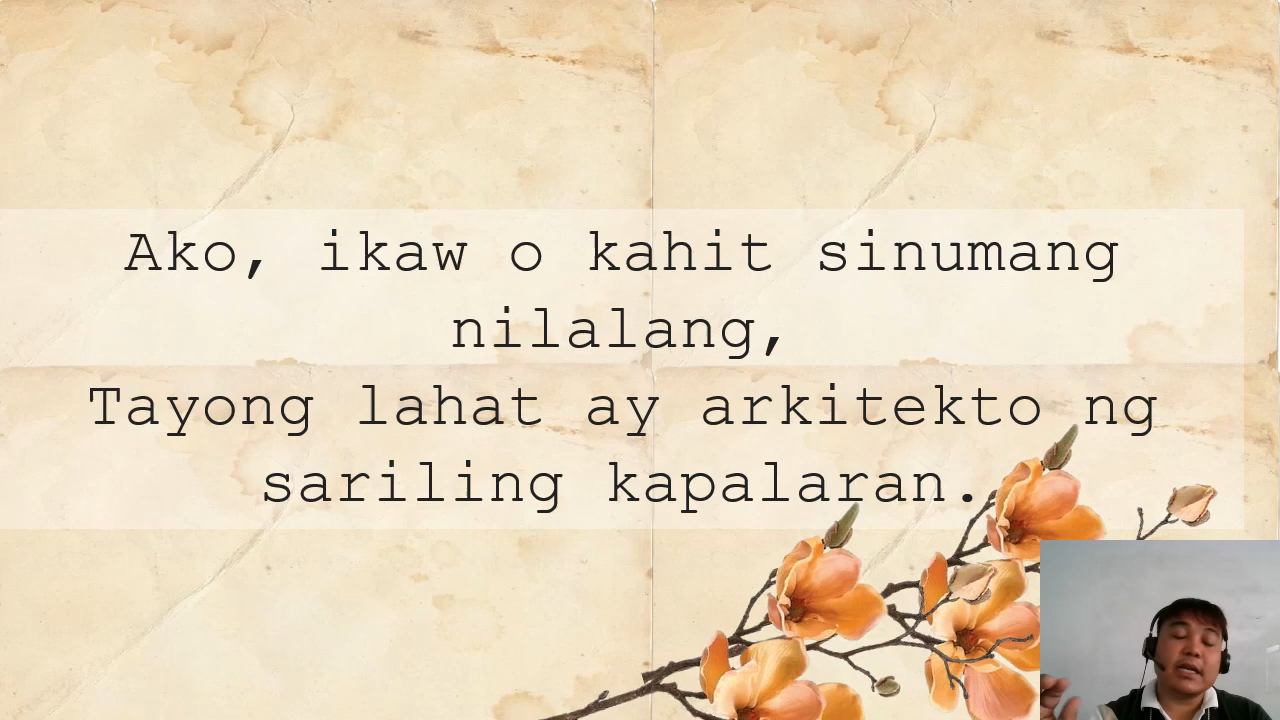 Ako, ikaw o kahit sinumang
nilalang,
Tayong lahat ay arkitekto ng
sariling kapalaran.